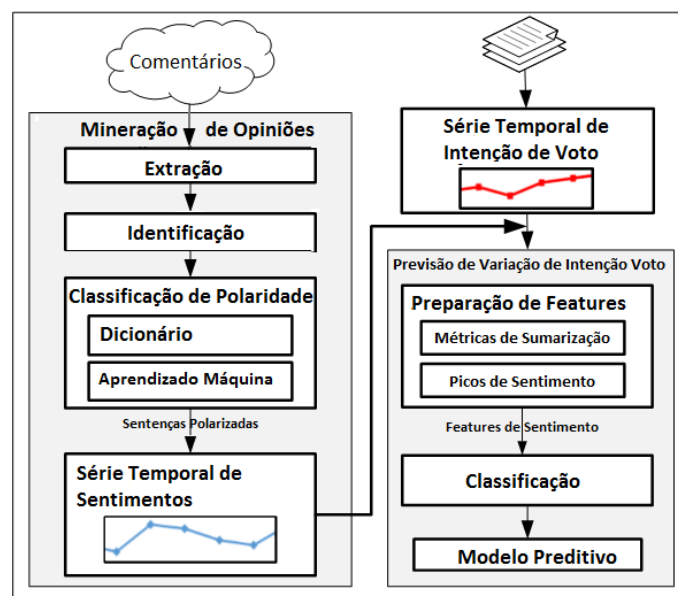 Comentários
Mineração de Opiniões
Extração
Identificação
Classificação de Polaridade
Dicionário
Aprendizado Máquina
Sentenças Polarizadas
Série Temporal de
Sentimentos
Série Temporal de
Intenção de Voto
Previsão de Variação de Intenção Voto
Preparação de Features
Métricas de Sumarização
Picos de Sentimento
Features de Sentimento
Classificação
Modelo Preditivo